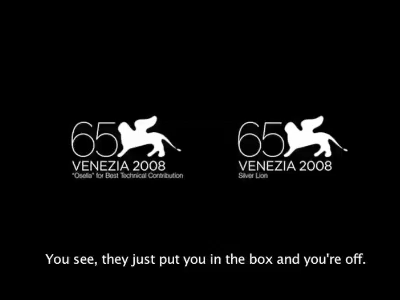 65
VENEZIA 2008
"Osella" for Best Technical Contribution
65
VENEZIA 2008
Silver Lion
You see, they just put you in the box and you're off.